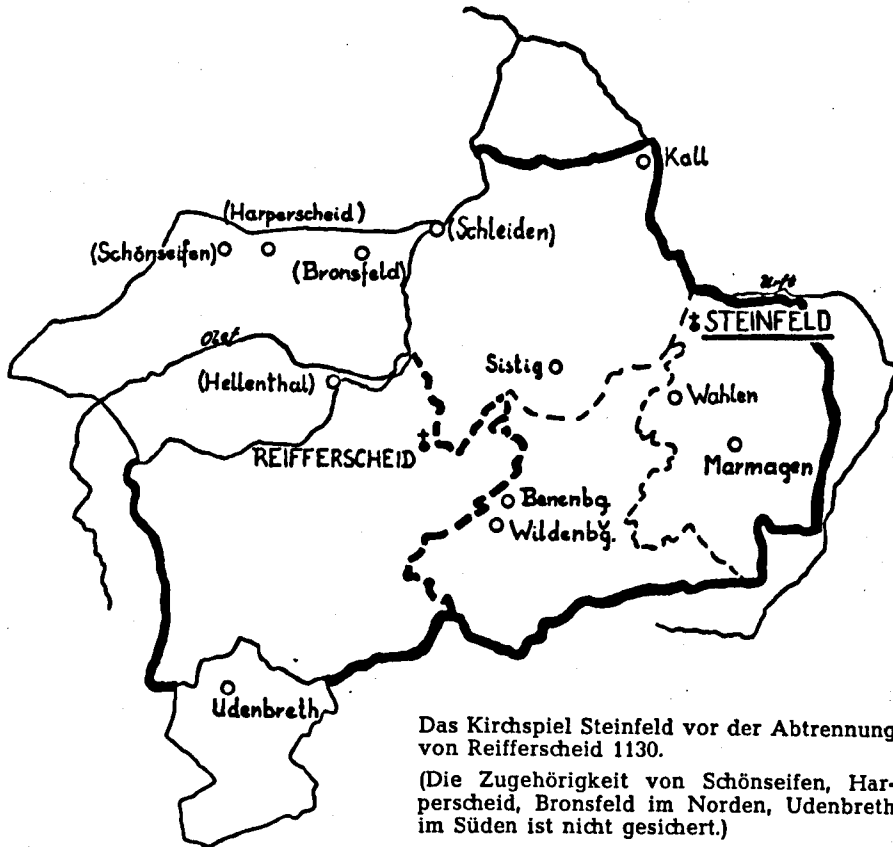 Kall
(Harperscheid)
(Schleiden)
(Schönseifen)
(Bronsfeld)
Urft
STEINFELD
Olef
Sistig
(Hellenthal)
Wahlen
REIFFERSCHEID
Marmagen
Benenbg.
Wildenbg.
Udenbreth
Das Kirchspiel Steinfeld vor der Abtrennung
von Reifferscheid 1130.
(Die Zugehörigkeit von Schönseifen, Har-
perscheid, Bronsfeld im Norden, Udenbreth
im Süden ist nicht gesichert.)